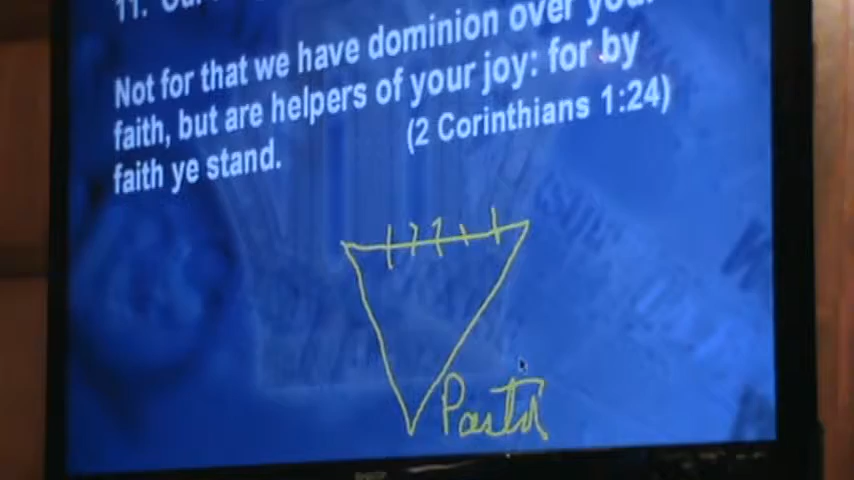 11.
Not for that we have dominion over your
faith, but are helpers of your joy: for by
faith ye stand. (2 Corinthians 1:24)
Pastor